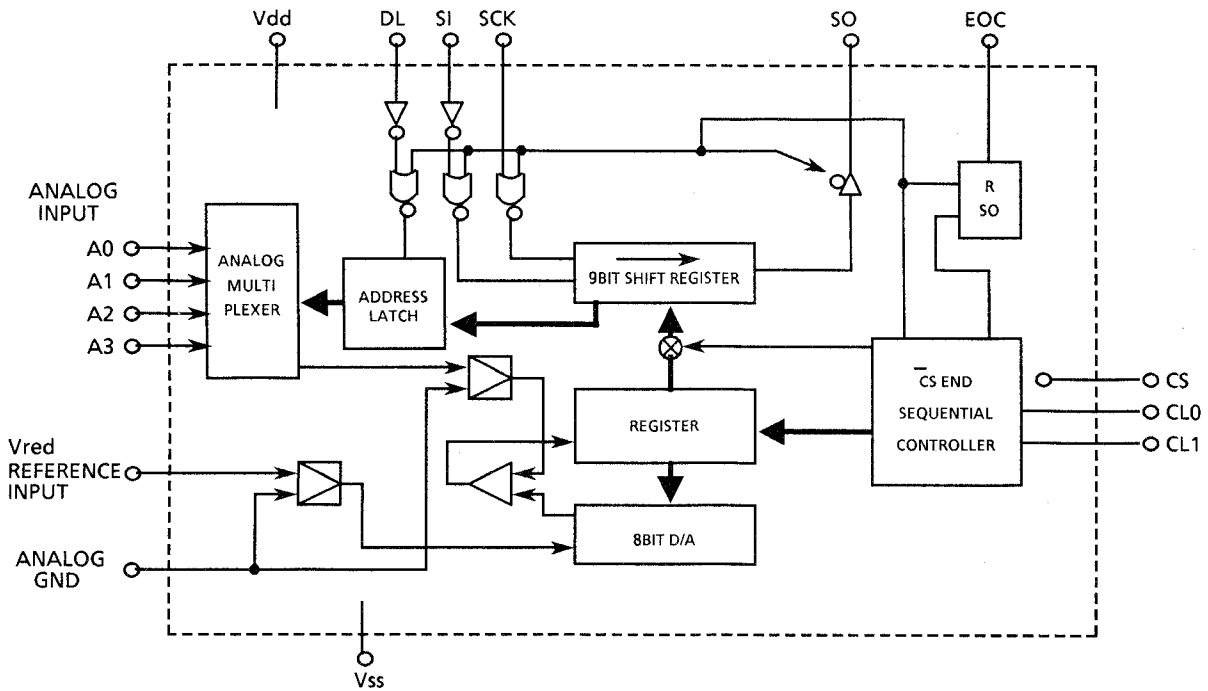 Vdd
DL
SI
SCK
SO
EOC
ANALOG
INPUT
A0
A1
A2
A3
ANALOG
MULTI
PLEXER
ADDRESS
LATCH
9BIT SHIFT REGISTER
R
SO
CS END
SEQUENTIAL
CONTROLLER
CS
CL0
CL1
REGISTER
8BIT D/A
Vred
REFERENCE
INPUT
ANALOG
GND
Vss